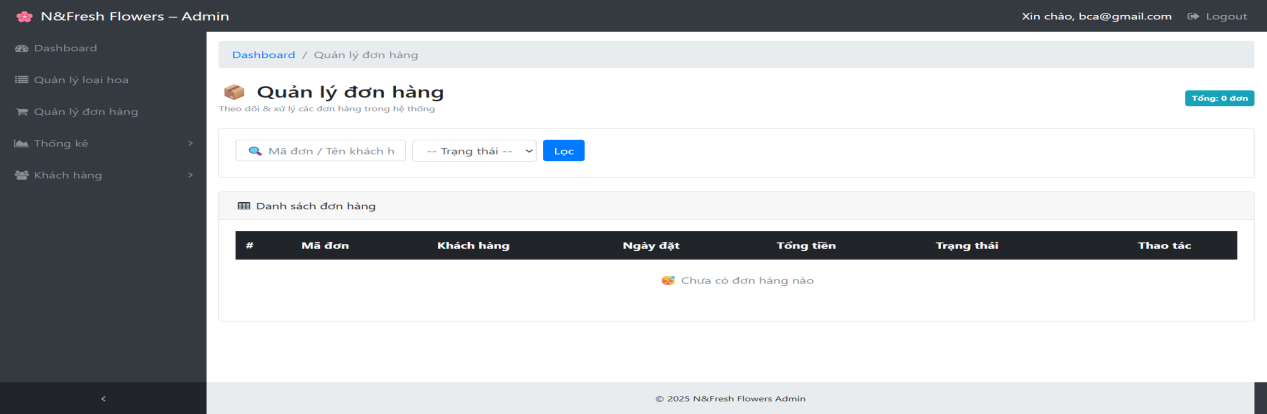 N&Fresh Flowers – Admin
Xin chào, bca@gmail.com Logout
Dashboard
Quản lý loại hoa
Quản lý đơn hàng
Thống kê >
Khách hàng >
<
Dashboard / Quản lý đơn hàng
Quản lý đơn hàng
Theo dõi & xử lý các đơn hàng trong hệ thống
Tổng: 0 đơn
Mã đơn / Tên khách h
-- Trạng thái --
Lọc
Danh sách đơn hàng
# Mã đơn Khách hàng Ngày đặt Tổng tiền Trạng thái Thao tác
Chưa có đơn hàng nào
© 2025 N&Fresh Flowers Admin